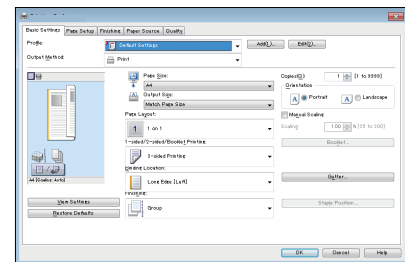 Basic Settings Page Setup Finishing Paper Source Quality
Profile: Default Settings Add(1)... Edit(2)...
Output Method: Print
Page Size: Copies(Q): 1 [1 to 9999]
A4 Orientation
Output Size: A Portrait A Landscape
Match Page Size
Page Layout: Manual Scaling
1 1 on 1 Scaling: 100 % [25 to 200]
1-sided/2-sided/Booklet Printing: Booklet...
2-sided Printing
Binding Location:
Long Edge [Left] Gutter...
A4 [Scaling: Auto]
Finishing:
View Settings Group Staple Position...
Restore Defaults
OK Cancel Help